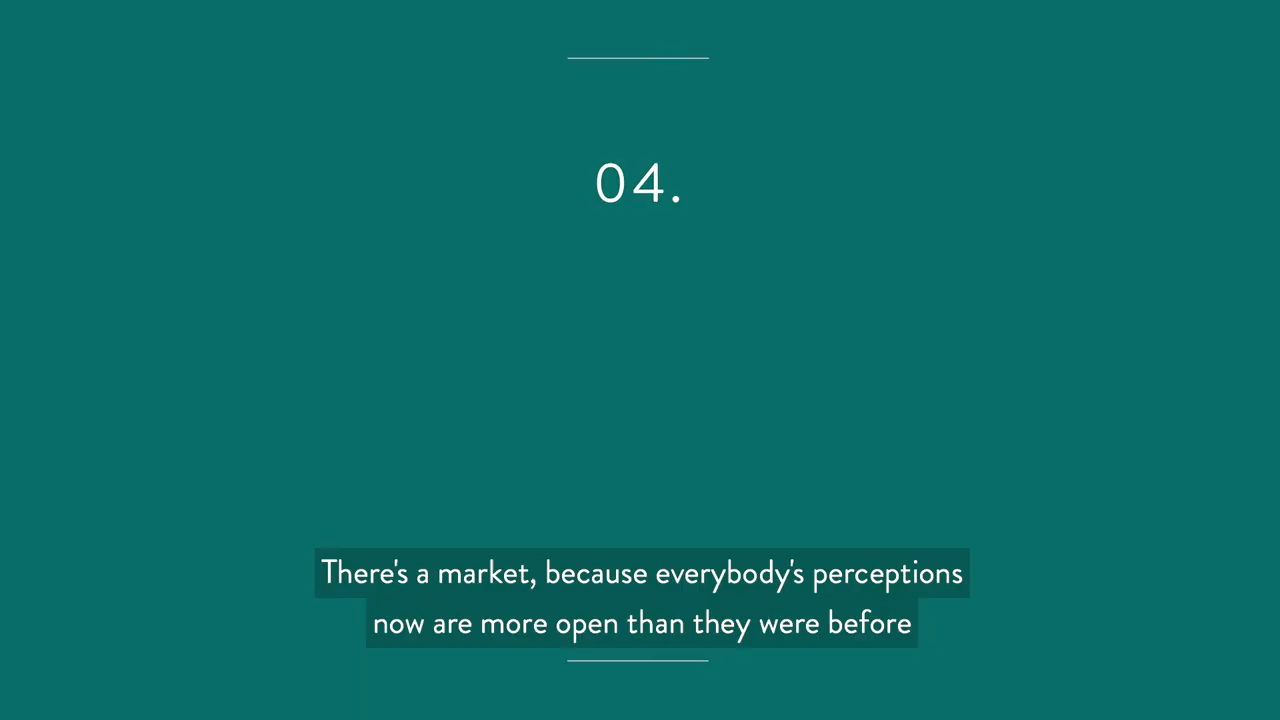 04.
There's a market, because everybody's perceptions
now are more open than they were before